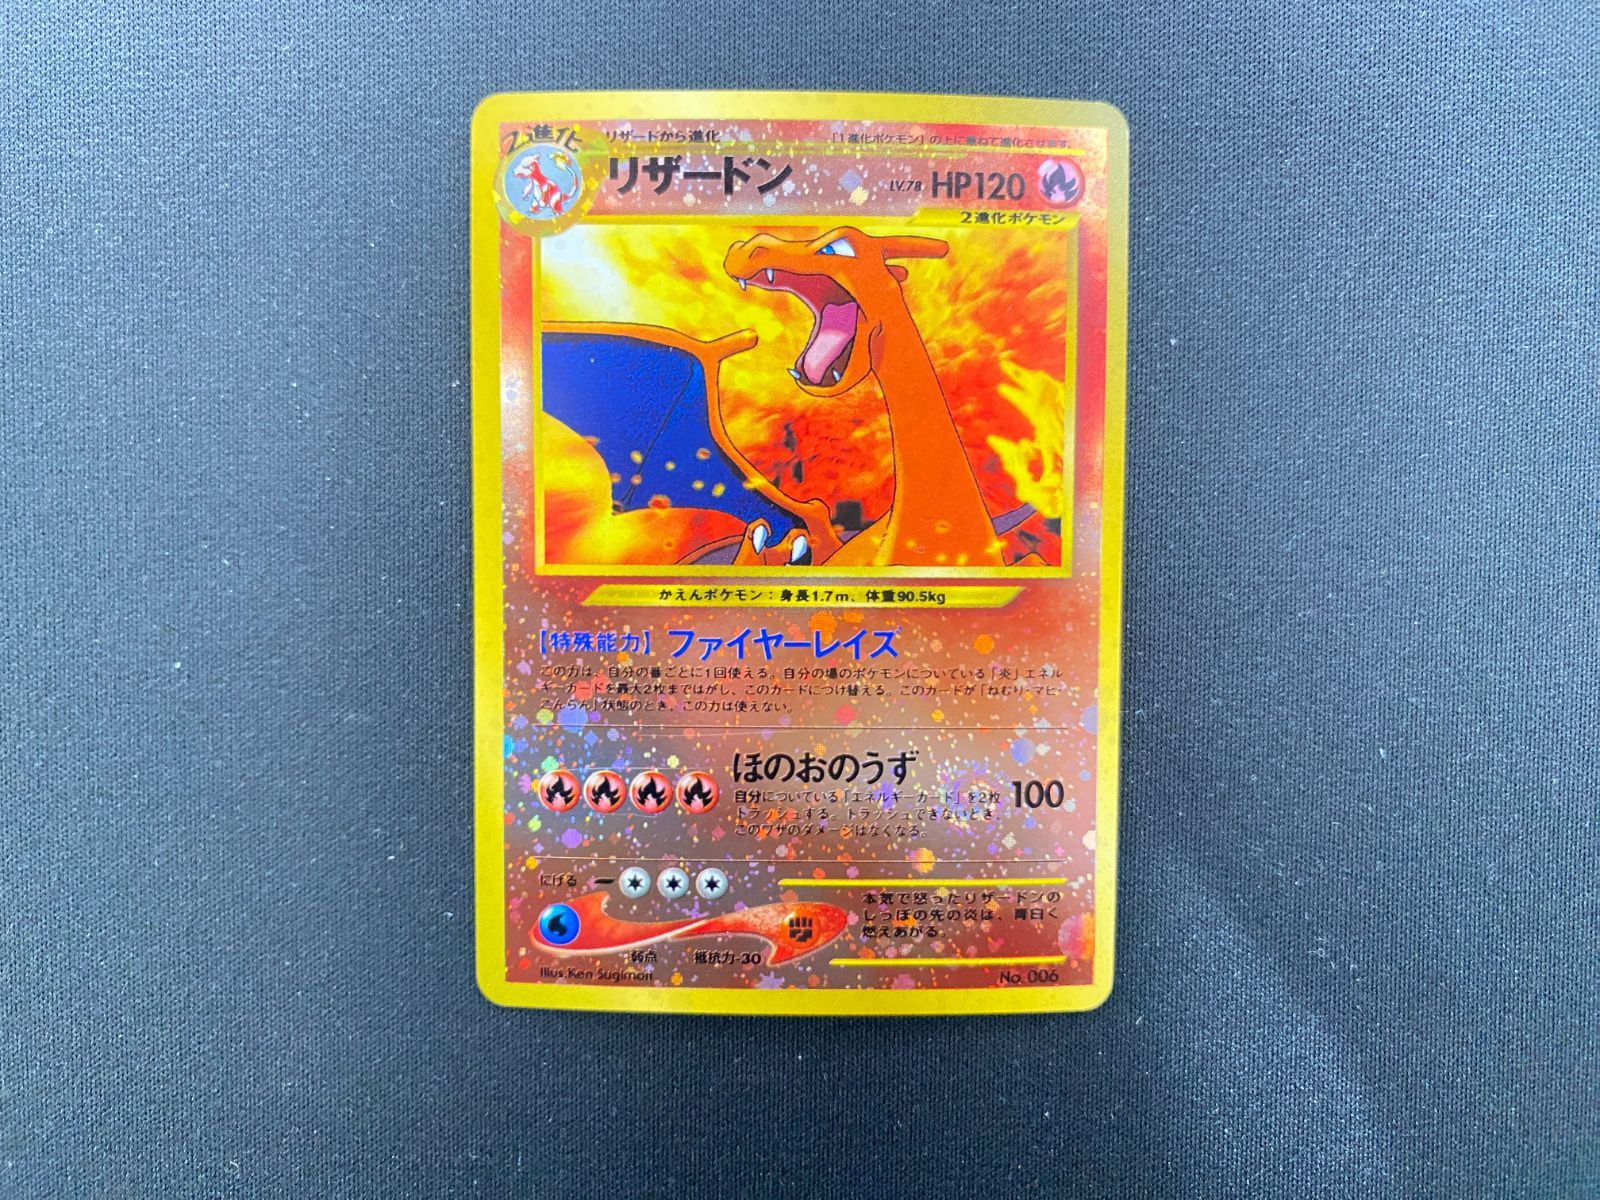 2進化
リザードから進化
「1進化ポケモン」の上に重ねて進化させます。
リザードン
LV.78 HP120
2進化ポケモン
かえんポケモン：身長1.7m、体重90.5kg
【特殊能力】ファイヤーレイズ
この力は、自分の番ごとに1回使える。自分の場のポケモンについている「炎」エネル
ギーカードを最大2枚まではがし、このカードにつけ替える。このカードが「ねむり・マヒ・
こんらん」状態のとき、この力は使えない。
ほのおのうず
自分についている「エネルギーカード」を2枚
トラッシュする。トラッシュできないとき、
このワザのダメージはなくなる。
100
にげる
弱点
抵抗力-30
本気で怒ったリザードンの
しっぽの先の炎は、青白く
燃えあがる。
Illus.Ken Sugimori
No. 006